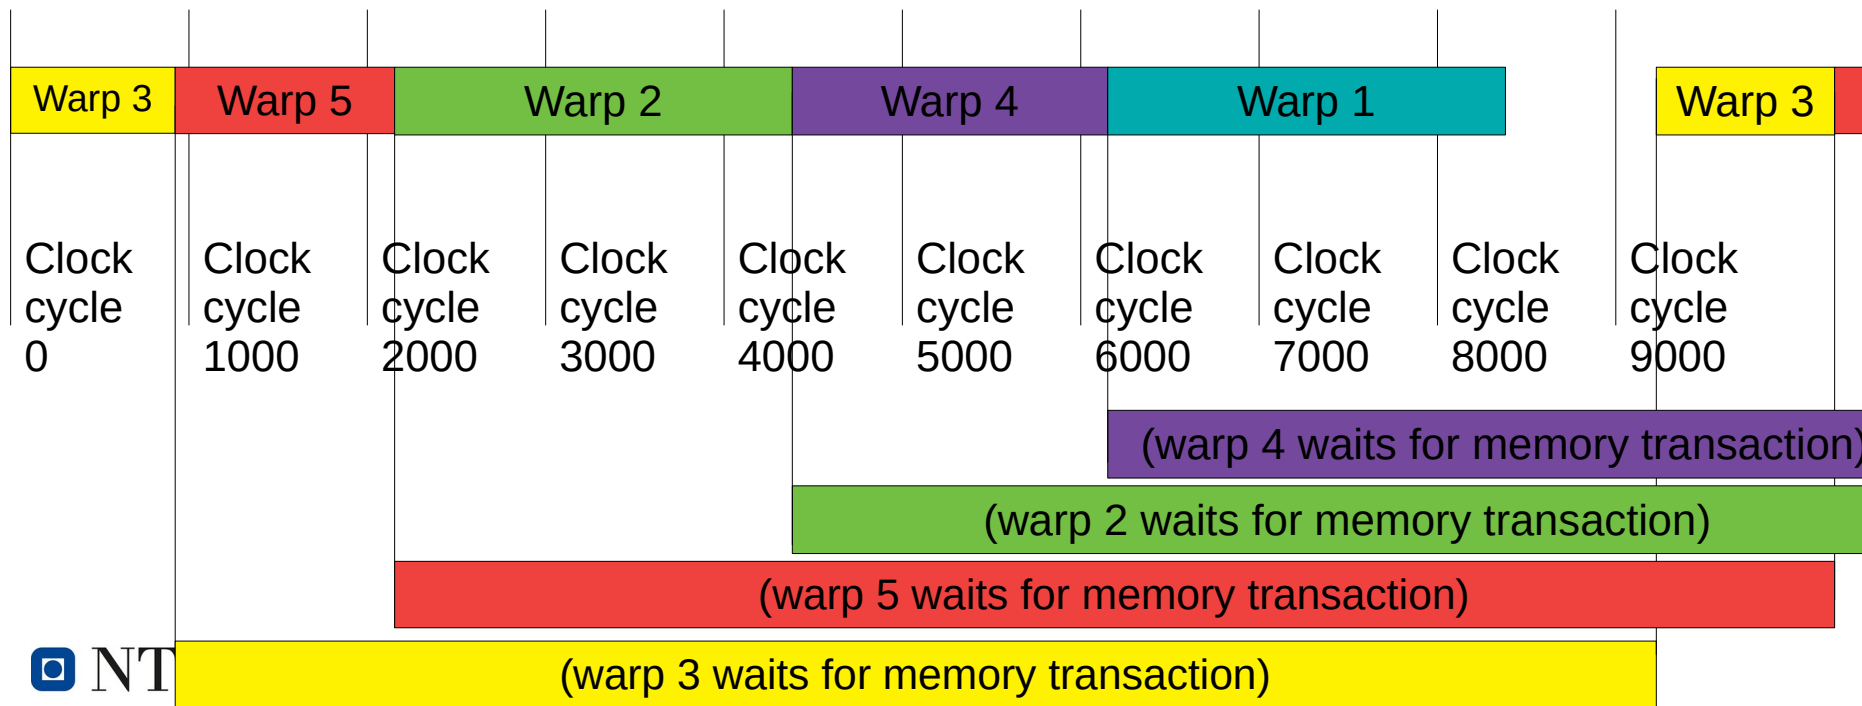 Warp 3 Warp 5 Warp 2 Warp 4 Warp 1 Warp 3
Clock Clock Clock Clock Clock Clock Clock Clock Clock Clock
cycle cycle cycle cycle cycle cycle cycle cycle cycle cycle
0 1000 2000 3000 4000 5000 6000 7000 8000 9000
(warp 4 waits for memory transaction)
(warp 2 waits for memory transaction)
(warp 5 waits for memory transaction)
NT
(warp 3 waits for memory transaction)